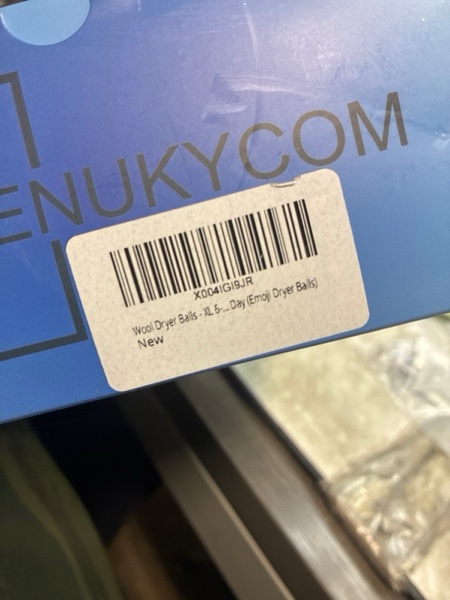 ENUKYCOM
X004IGI9JR
Wool Dryer Balls - XL 6-... Day (Emoji Dryer Balls)
New